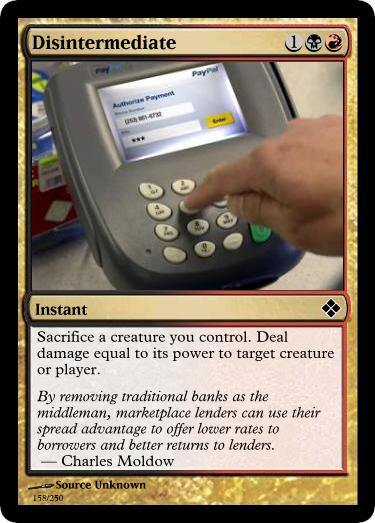 Disintermediate 1
PayPal
PayPal
Authorize Payment
Enter
***
Instant
Sacrifice a creature you control. Deal
damage equal to its power to target creature
or player.
By removing traditional banks as the
middleman, marketplace lenders can use their
spread advantage to offer lower rates to
borrowers and better returns to lenders.
— Charles Moldow
Source Unknown
158/250